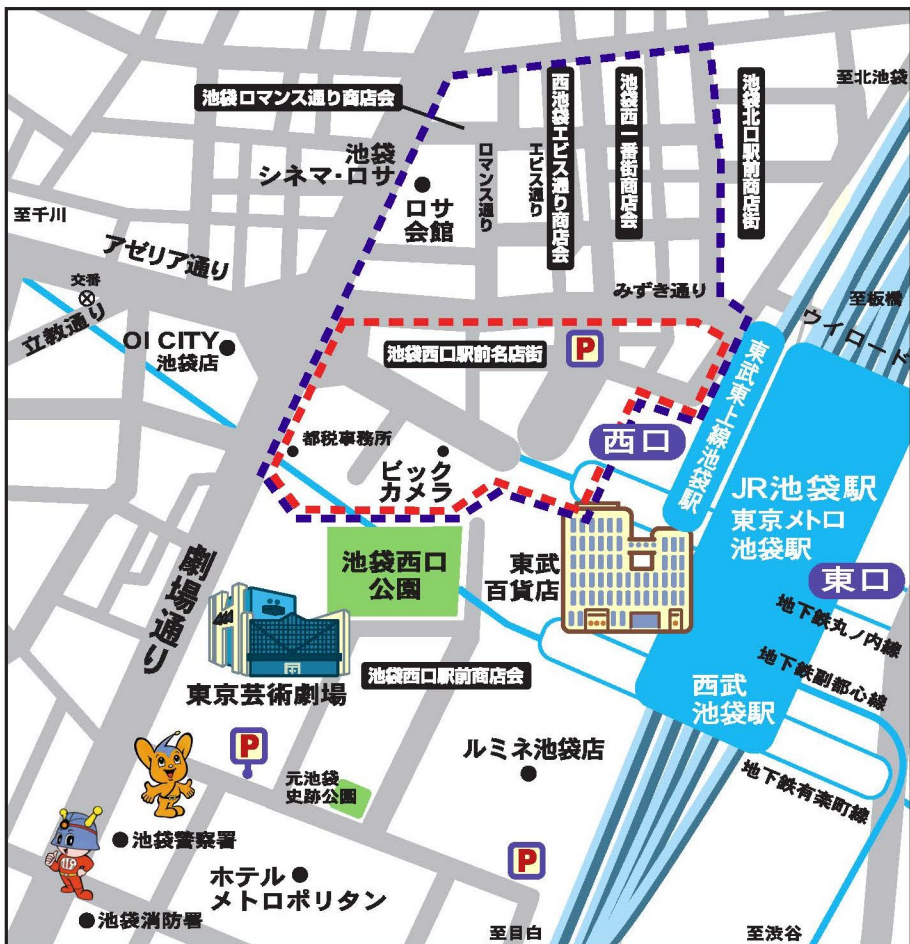 至北池袋
池袋ロマンス通り商店会
西池袋エビス通り商店会
池袋西一番街商店会
池袋北口駅前商店街
池袋
シネマ・ロサ
ロマンス通り
エビス通り
ロサ
会館
至千川
アゼリア通り
交番
立教通り
みずき通り
至板橋
ウイロード
OI CITY
池袋店
池袋西口駅前名店街
P
東武東上線池袋駅
都税事務所
西口
ビック
カメラ
JR池袋駅
東京メトロ
池袋駅
池袋西口
公園
東武
百貨店
東口
劇場通り
地下鉄丸ノ内線
地下鉄副都心線
東京芸術劇場
池袋西口駅前商店会
西武
池袋駅
P
ルミネ池袋店
元池袋
史跡公園
地下鉄有楽町線
池袋警察署
119
P
ホテル
メトロポリタン
池袋消防署
至目白
至渋谷